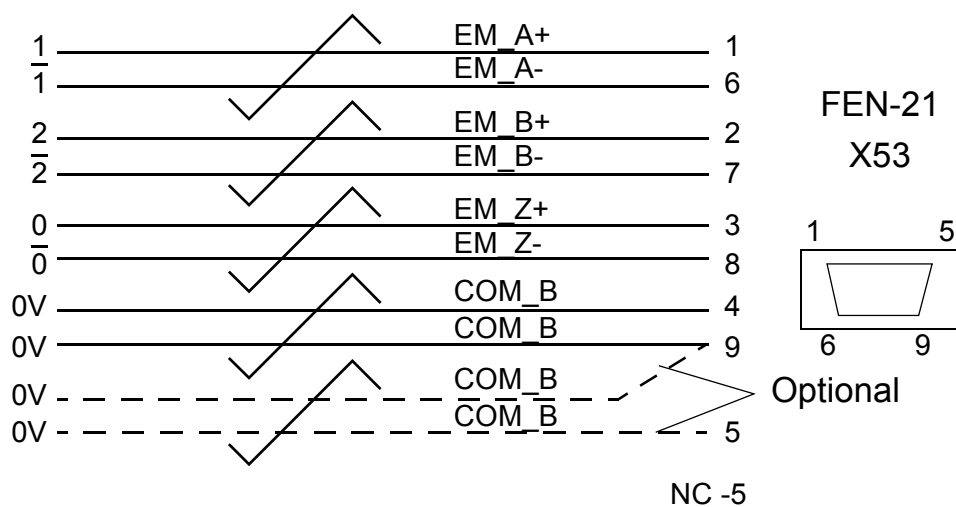 1 EM_A+ 1
1̅ EM_A- 6
2 EM_B+ 2
2̅ EM_B- 7
0 EM_Z+ 3
0̅ EM_Z- 8
0V COM_B 4
0V COM_B 9
0V COM_B
0V COM_B 5
NC -5
FEN-21
X53
1 5
6 9
Optional